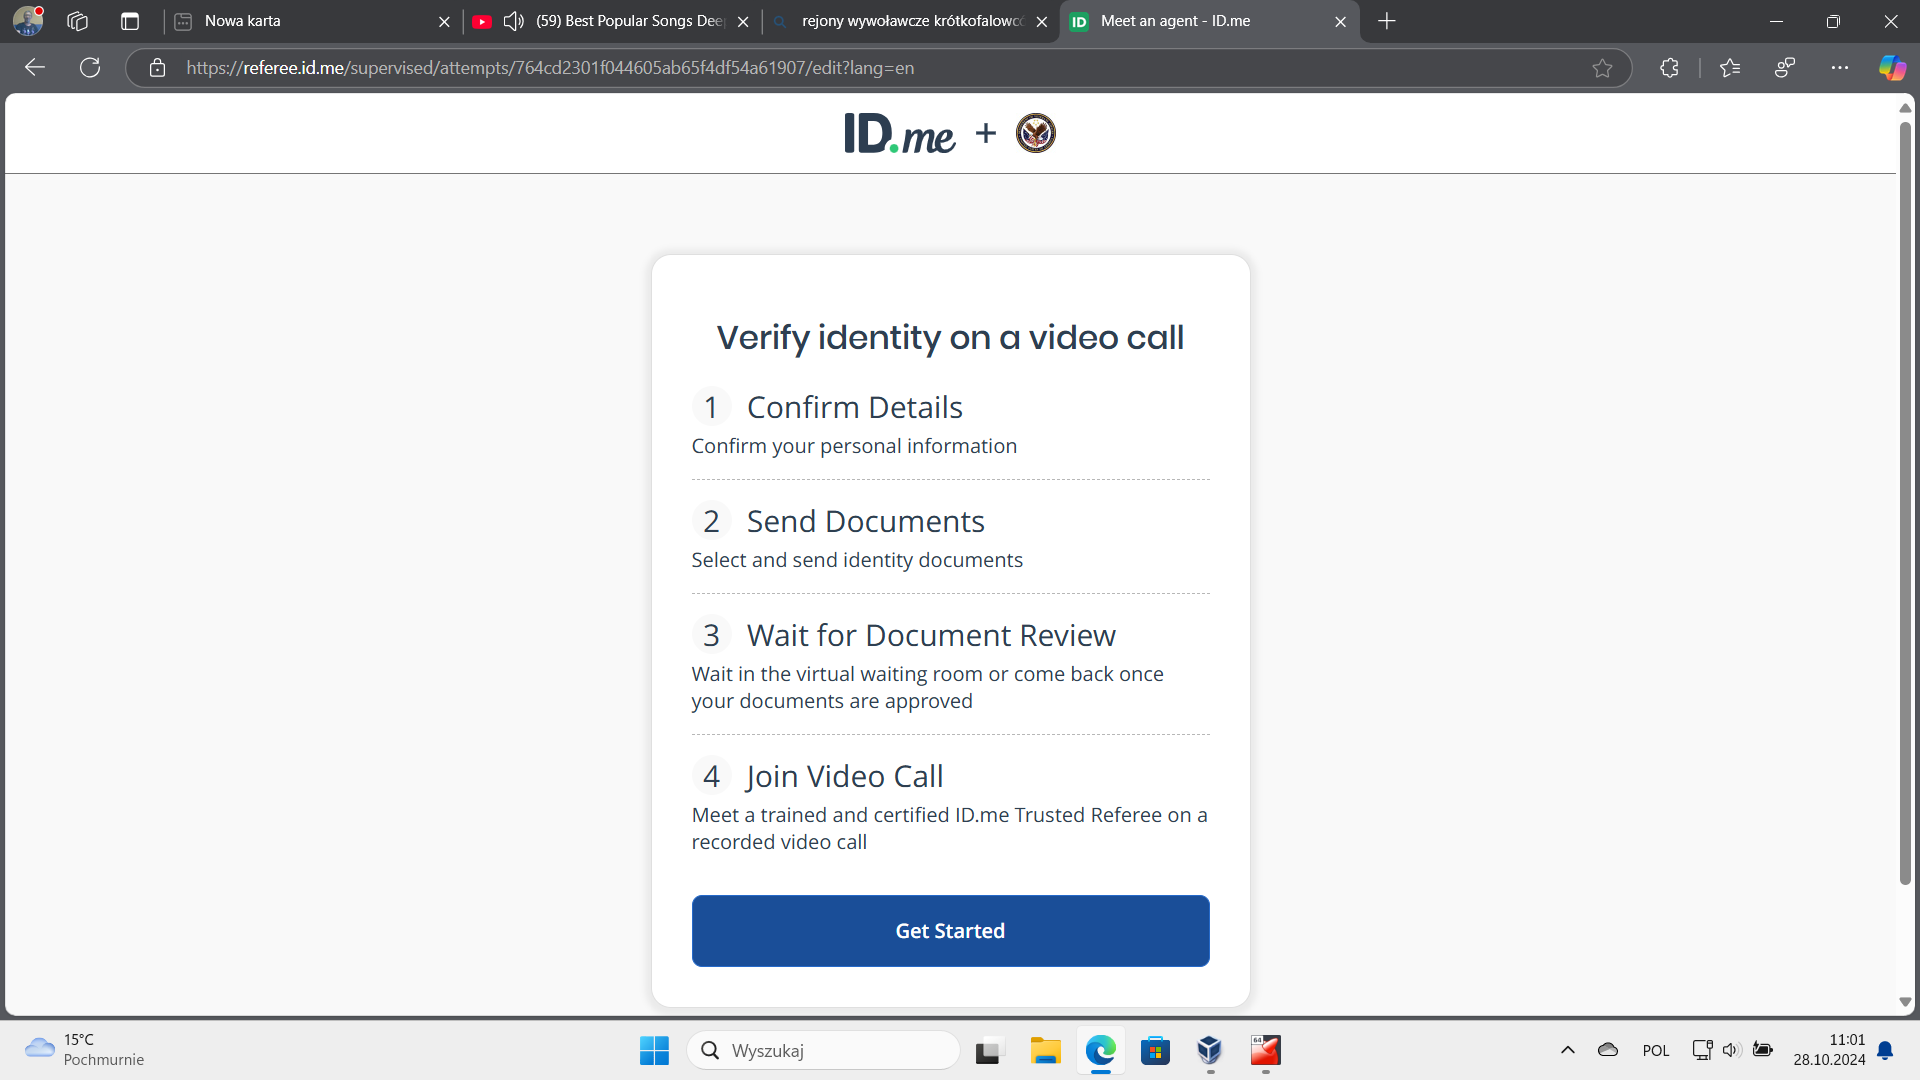 Nowa karta
(59) Best Popular Songs Dee
rejony wywoławcze krótkofalowc
ID
Meet an agent - ID.me
https://referee.id.me/supervised/attempts/764cd2301f044605ab65f4df54a61907/edit?lang=en
ID.me +
Verify identity on a video call
1 Confirm Details
Confirm your personal information
2 Send Documents
Select and send identity documents
3 Wait for Document Review
Wait in the virtual waiting room or come back once
your documents are approved
4 Join Video Call
Meet a trained and certified ID.me Trusted Referee on a
recorded video call
Get Started
15°C
Pochmurnie
Wyszukaj
64
POL
11:01
28.10.2024